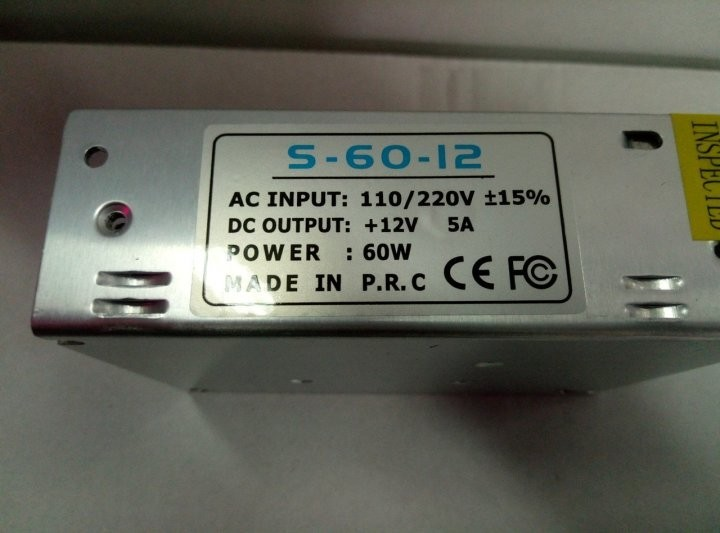 S-60-12
AC INPUT: 110/220V ±15%
DC OUTPUT: +12V 5A
POWER : 60W
MADE IN P.R.C CE FC
INSPECTED